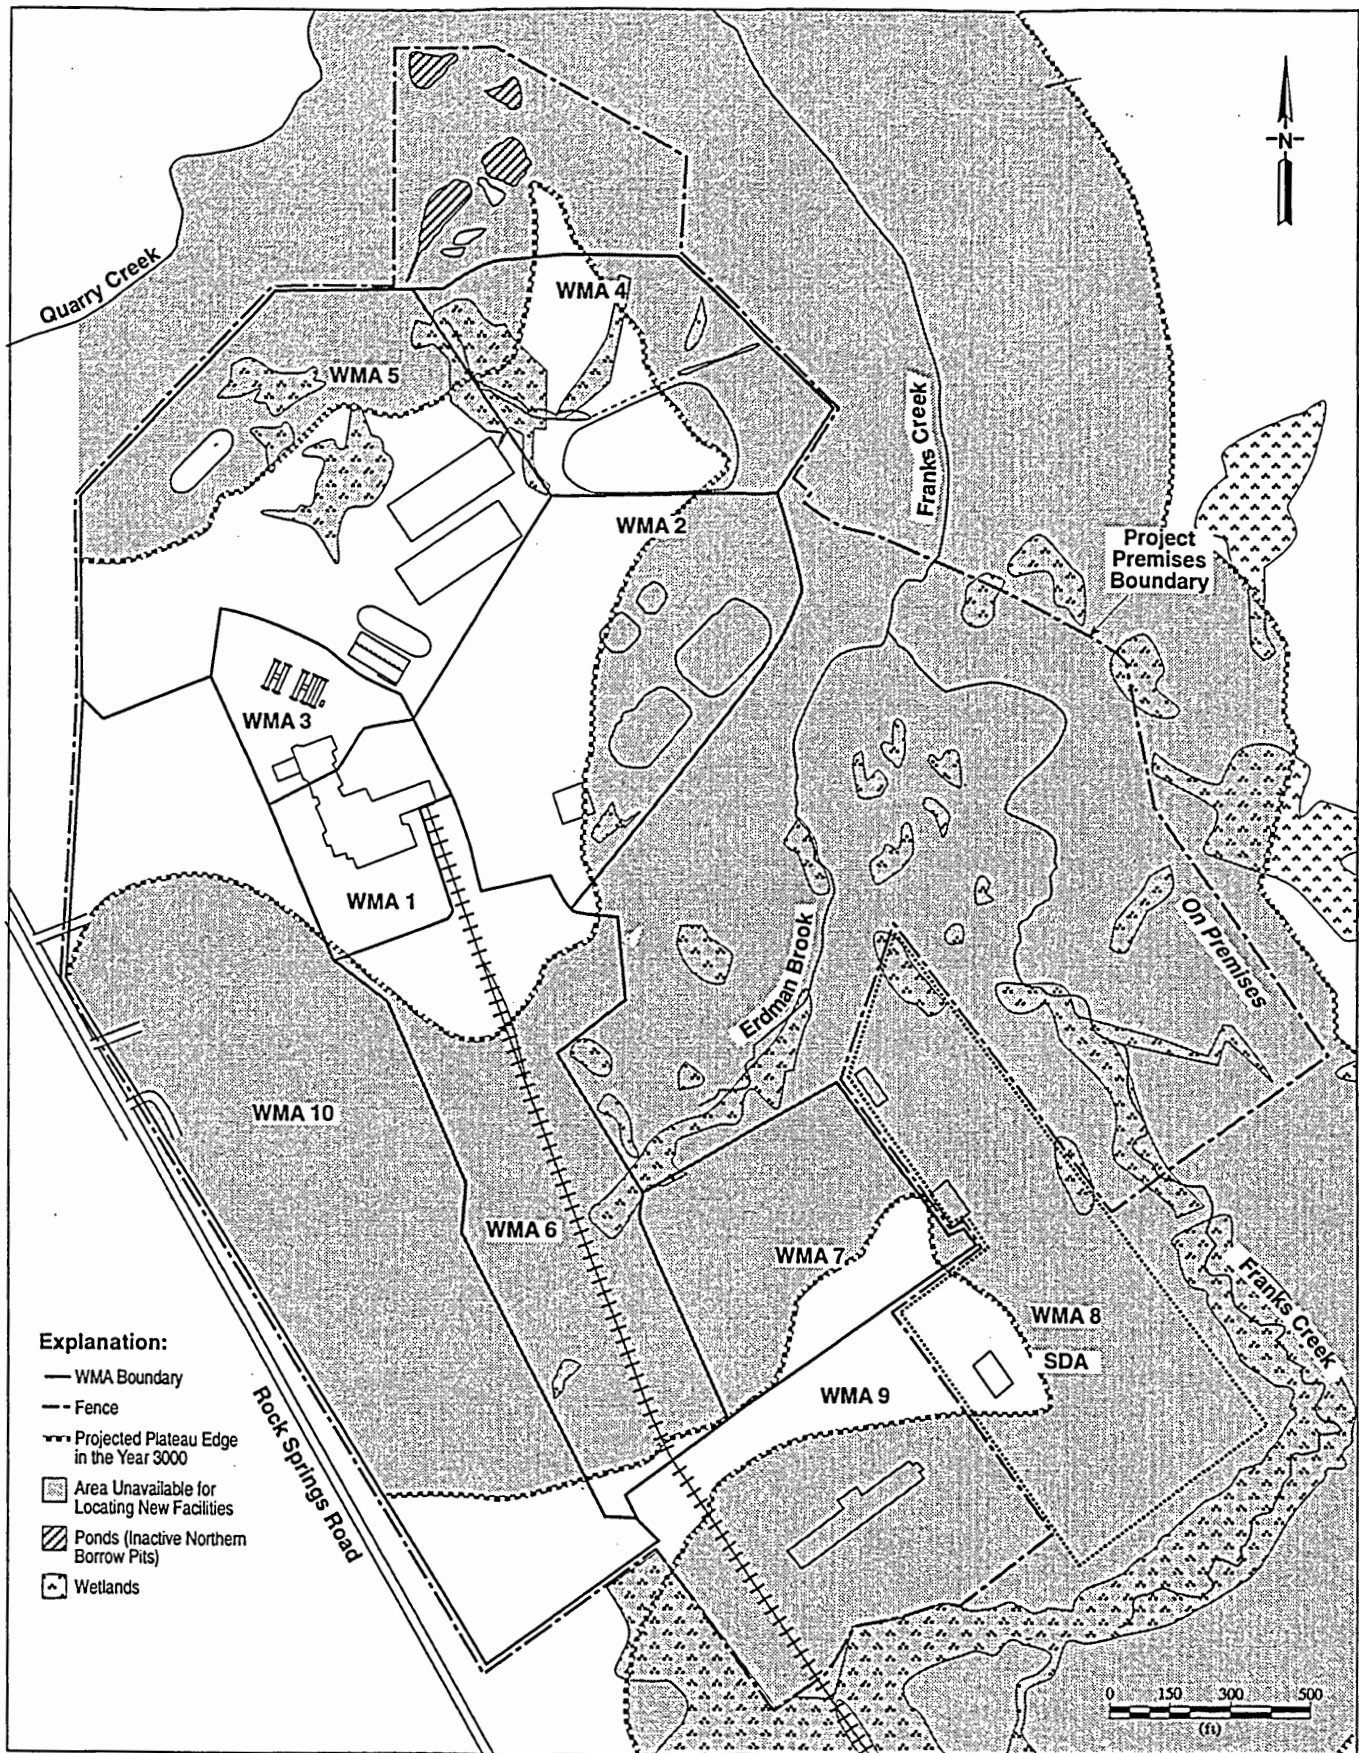 N
Quarry Creek
WMA 4
WMA 5
Franks Creek
WMA 2
Project
Premises
Boundary
WMA 3
WMA 1
On Premises
Erdman Brook
WMA 10
WMA 6
WMA 7
WMA 8
SDA
Franks Creek
WMA 9
Rock Springs Road
Explanation:
WMA Boundary
Fence
Projected Plateau Edge
in the Year 3000
Area Unavailable for
Locating New Facilities
Ponds (Inactive Northern
Borrow Pits)
Wetlands
0 150 300 500
(ft)